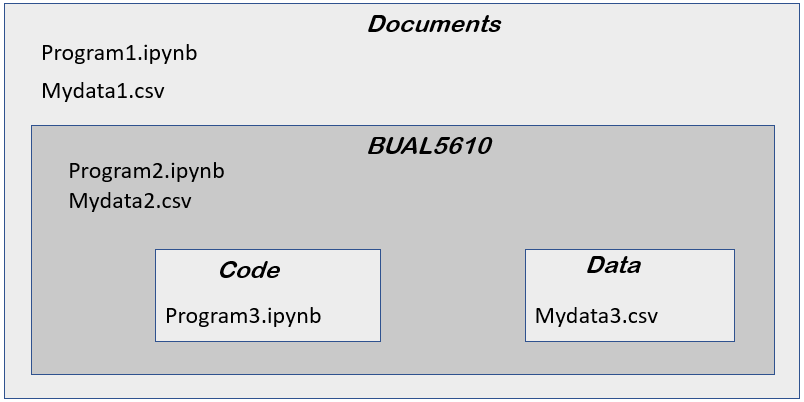 Documents
Program1.ipynb
Mydata1.csv
BUAL5610
Program2.ipynb
Mydata2.csv
Code
Program3.ipynb
Data
Mydata3.csv